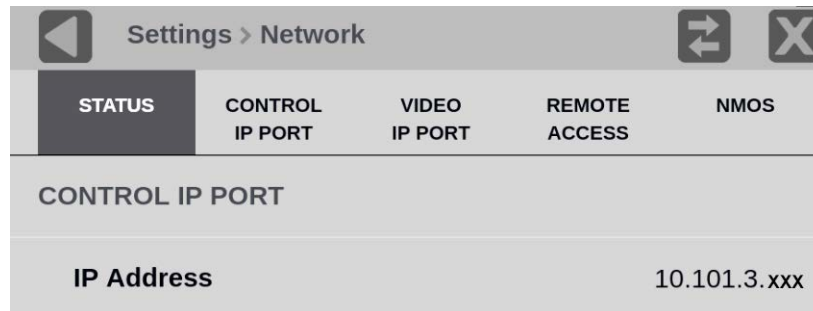 Settings > Network
STATUS
CONTROL
IP PORT
VIDEO
IP PORT
REMOTE
ACCESS
NMOS
CONTROL IP PORT
IP Address 10.101.3.xxx